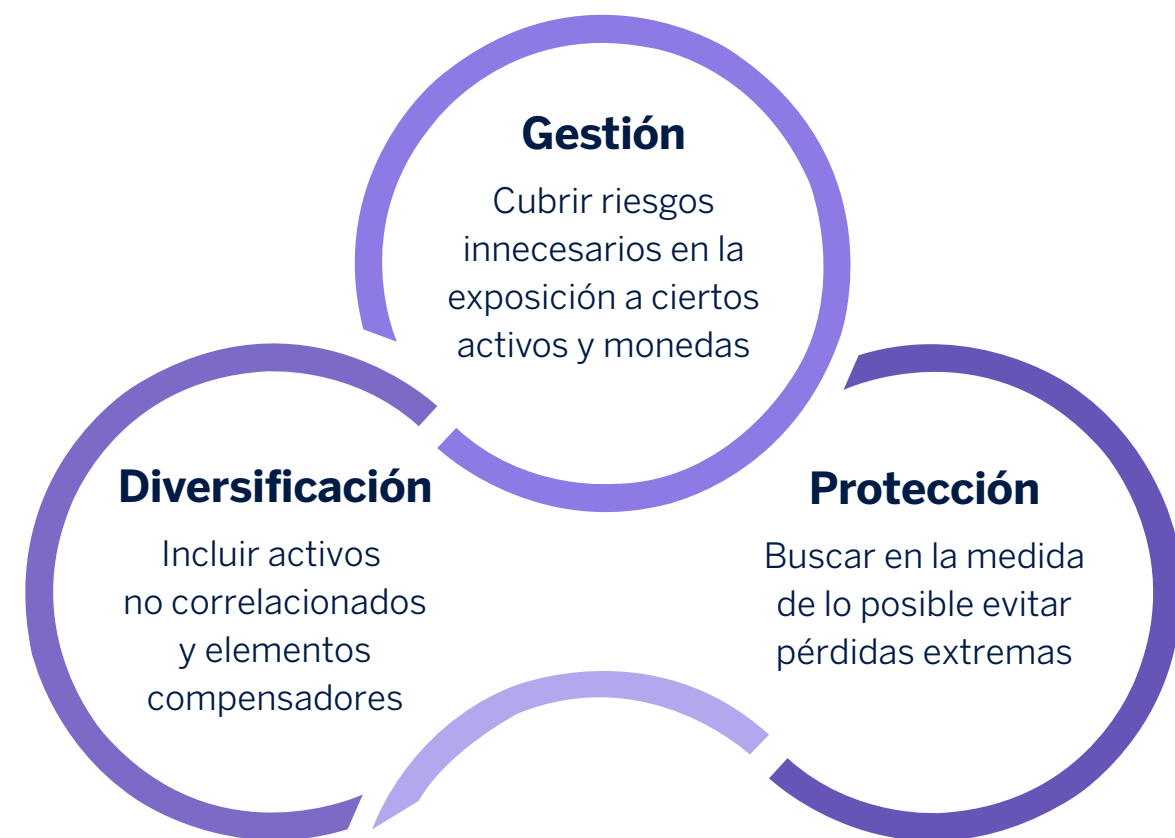 Gestión
Cubrir riesgos
innecesarios en la
exposición a ciertos
activos y monedas
Diversificación
Incluir activos
no correlacionados
y elementos
compensadores
Protección
Buscar en la medida
de lo posible evitar
pérdidas extremas